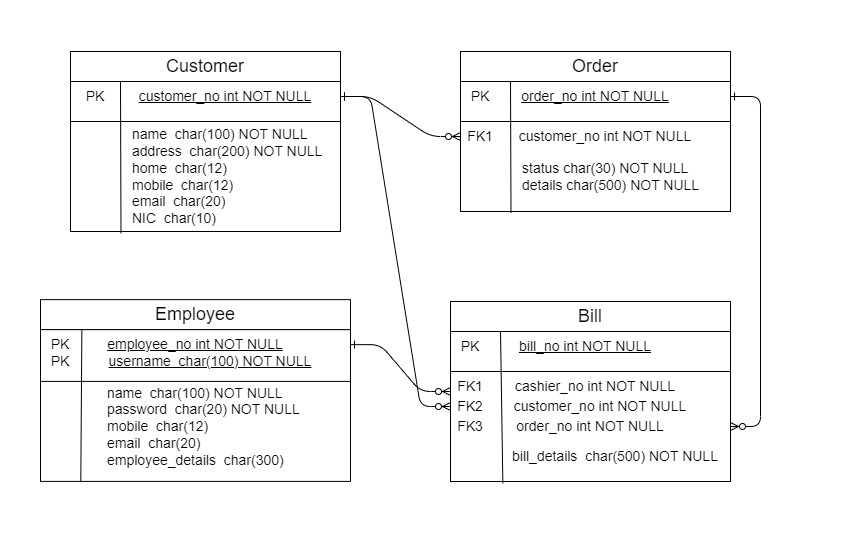 Customer
PK customer_no int NOT NULL
name char(100) NOT NULL
address char(200) NOT NULL
home char(12)
mobile char(12)
email char(20)
NIC char(10)
Order
PK order_no int NOT NULL
FK1 customer_no int NOT NULL
status char(30) NOT NULL
details char(500) NOT NULL
Employee
PK employee_no int NOT NULL
PK username char(100) NOT NULL
name char(100) NOT NULL
password char(20) NOT NULL
mobile char(12)
email char(20)
employee_details char(300)
Bill
PK bill_no int NOT NULL
FK1 cashier_no int NOT NULL
FK2 customer_no int NOT NULL
FK3 order_no int NOT NULL
bill_details char(500) NOT NULL